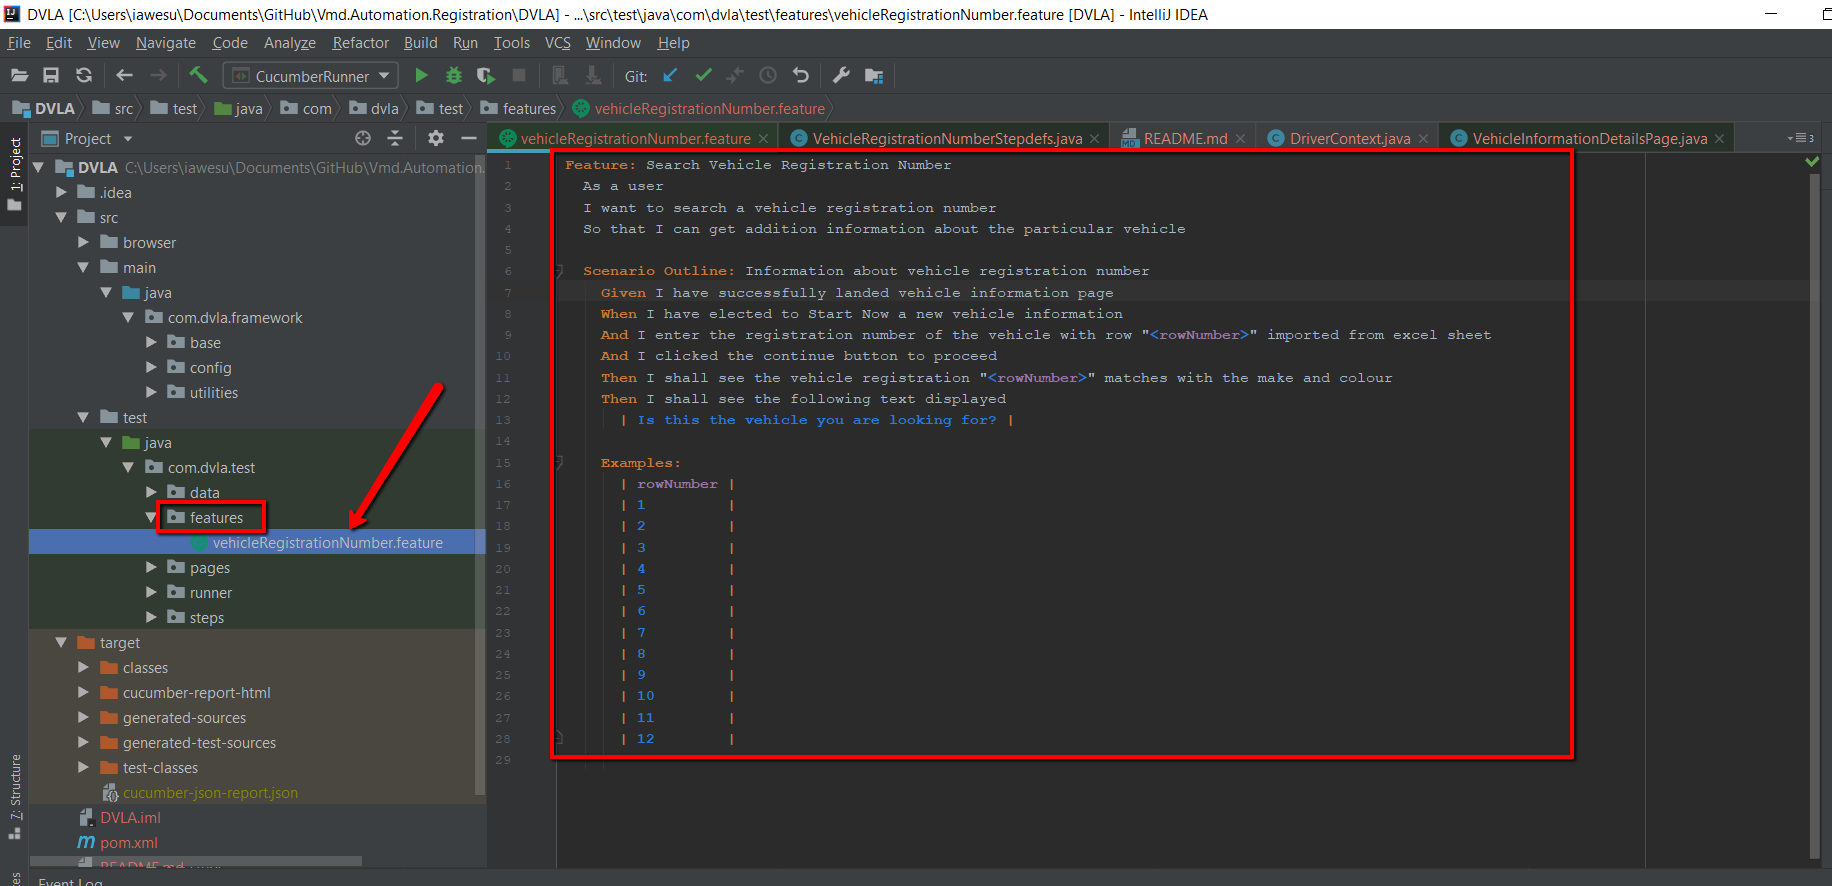 DVLA [C:\Users\iawesu\Documents\GitHub\Vmd.Automation.Registration\DVLA] - ...\src\test\java\com\dvla\test\features\vehicleRegistrationNumber.feature [DVLA] - IntelliJ IDEA
File Edit View Navigate Code Analyze Refactor Build Run Tools VCS Window Help
CucumberRunner Git:
DVLA src test java com dvla test features vehicleRegistrationNumber.feature
Project
vehicleRegistrationNumber.feature VehicleRegistrationNumberStepdefs.java README.md DriverContext.java VehicleInformationDetailsPage.java 3
1: Project
7: Structure
DVLA C:\Users\iawesu\Documents\GitHub\Vmd.Automation.
.idea
src
browser
main
java
com.dvla.framework
base
config
utilities
test
java
com.dvla.test
data
features
vehicleRegistrationNumber.feature
pages
runner
steps
target
classes
cucumber-report-html
generated-sources
generated-test-sources
test-classes
cucumber-json-report.json
DVLA.iml
pom.xml
README.md
Event Log
1 Feature: Search Vehicle Registration Number
2 As a user
3 I want to search a vehicle registration number
4 So that I can get addition information about the particular vehicle
5
6 Scenario Outline: Information about vehicle registration number
7 Given I have successfully landed vehicle information page
8 When I have elected to Start Now a new vehicle information
9 And I enter the registration number of the vehicle with row "<rowNumber>" imported from excel sheet
10 And I clicked the continue button to proceed
11 Then I shall see the vehicle registration "<rowNumber>" matches with the make and colour
12 Then I shall see the following text displayed
13 | Is this the vehicle you are looking for? |
14
15 Examples:
16 | rowNumber |
17 | 1 |
18 | 2 |
19 | 3 |
20 | 4 |
21 | 5 |
22 | 6 |
23 | 7 |
24 | 8 |
25 | 9 |
26 | 10 |
27 | 11 |
28 | 12 |
29